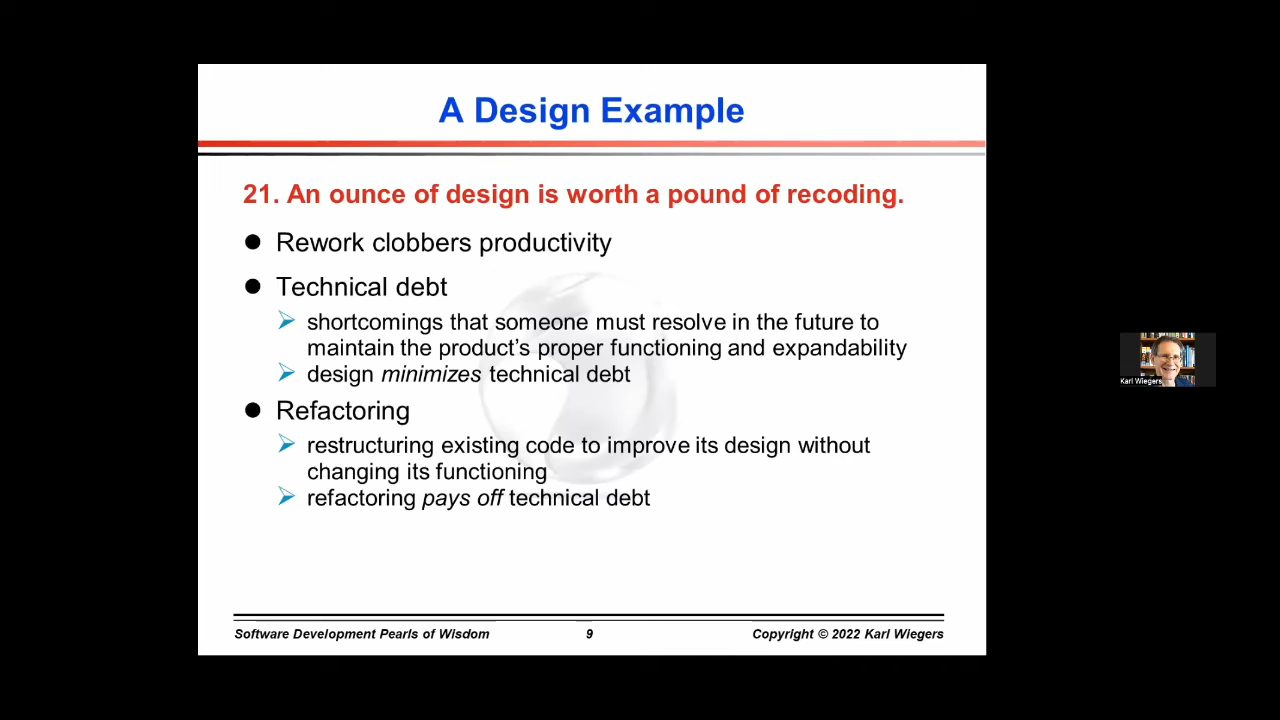 A Design Example
21. An ounce of design is worth a pound of recoding.
Rework clobbers productivity
Technical debt
shortcomings that someone must resolve in the future to
maintain the product's proper functioning and expandability
design minimizes technical debt
Refactoring
restructuring existing code to improve its design without
changing its functioning
refactoring pays off technical debt
Software Development Pearls of Wisdom 9 Copyright © 2022 Karl Wiegers
Karl Wiegers